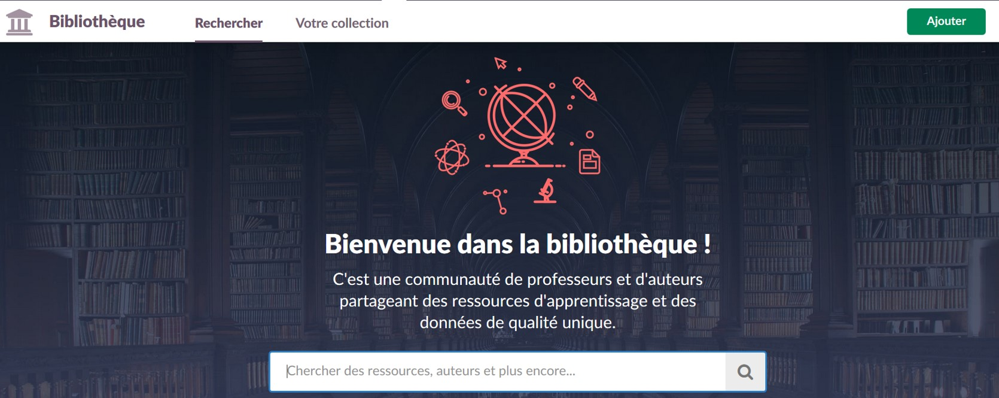 Bibliothèque
Rechercher
Votre collection
Ajouter
Bienvenue dans la bibliothèque !
C'est une communauté de professeurs et d'auteurs
partageant des ressources d'apprentissage et des
données de qualité unique.
Chercher des ressources, auteurs et plus encore...